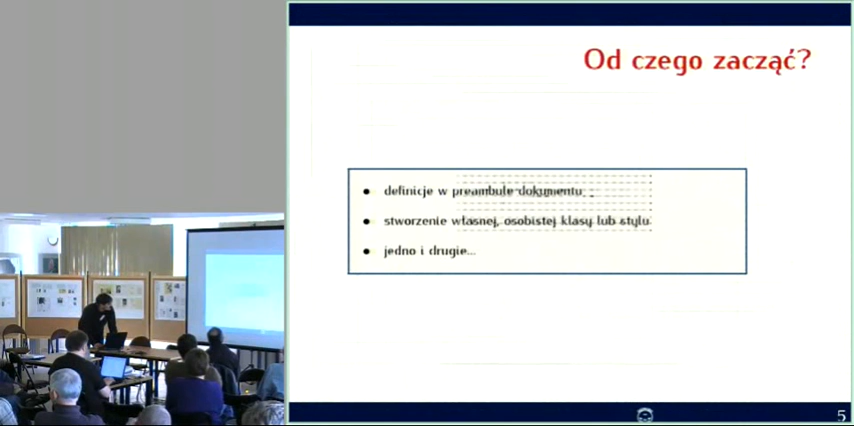 Od czego zacząć?
• definicje w preambule dokumentu
• stworzenie własnej, osobistej klasy lub stylu
• jedno i drugie...
5